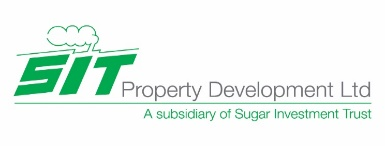 SIT Property Development Ltd
A subsidiary of Sugar Investment Trust